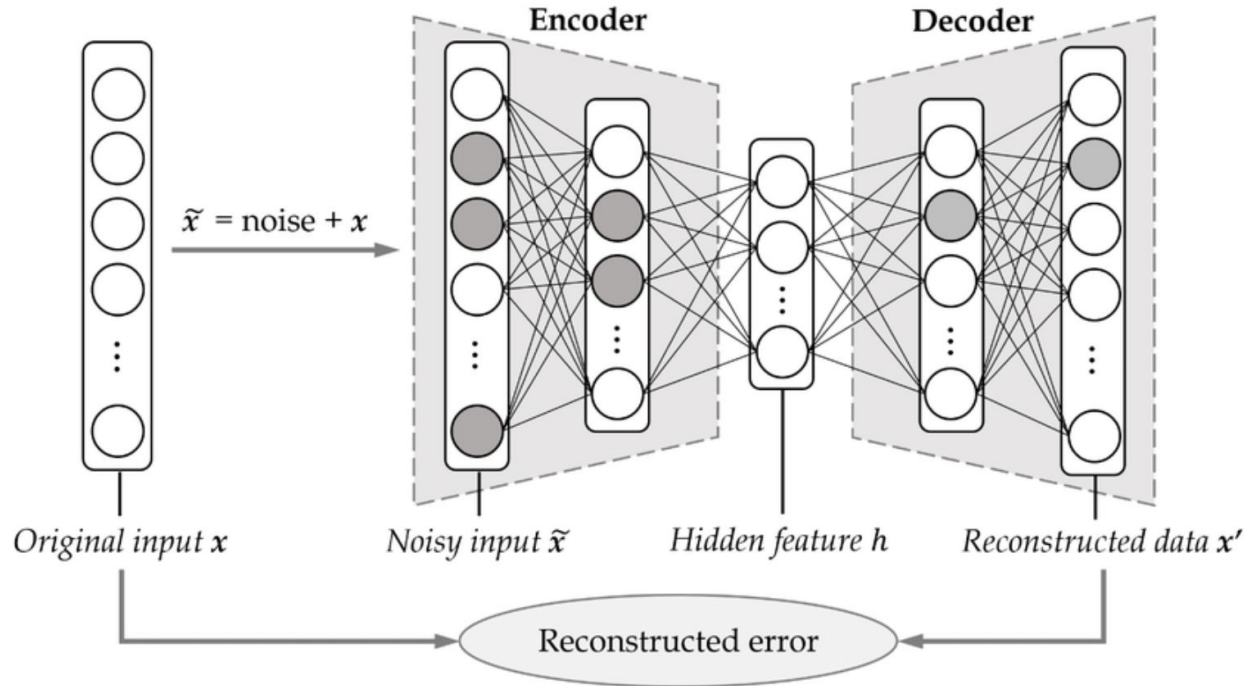 Encoder
Decoder
x̃ = noise + x
Original input x
Noisy input x̃
Hidden feature h
Reconstructed data x'
Reconstructed error